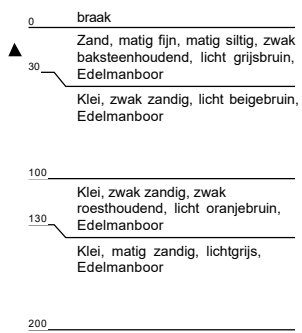 0 braak
Zand, matig fijn, matig siltig, zwak
baksteenhoudend, licht grijsbruin,
30 Edelmanboor
Klei, zwak zandig, licht beigebruin,
Edelmanboor
100
Klei, zwak zandig, zwak
roesthoudend, licht oranjebruin,
130 Edelmanboor
Klei, matig zandig, lichtgrijs,
Edelmanboor
200